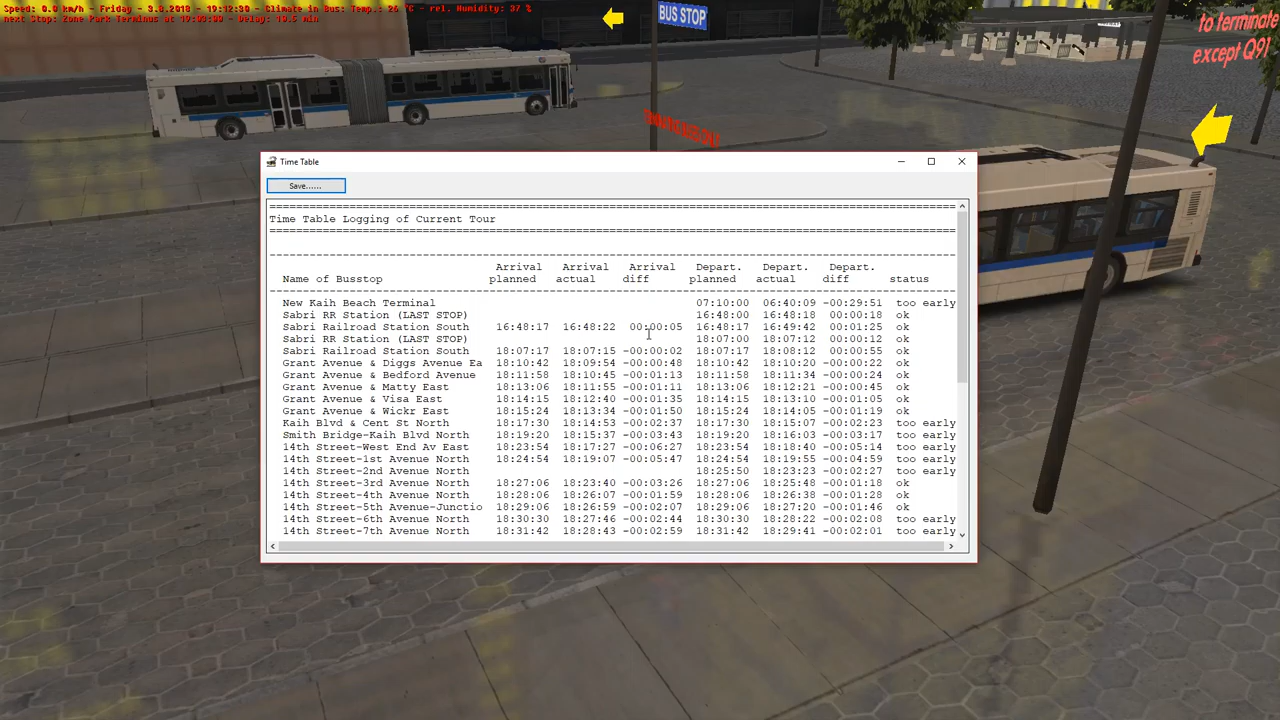 Speed: 0.0 km/h - Friday - 3.8.2018 - 19:12:30 - Climate in Bus: Temp.: 26 °C - rel. Humidity: 37 %
next Stop: Zone Park Terminus at 19:03:00 - Delay: 10.5 min
BUS STOP
to terminate
except Q91
Time Table
Save......
Time Table Logging of Current Tour
Arrival Arrival Arrival Depart. Depart. Depart.
Name of Busstop planned actual diff planned actual diff status
New Kaih Beach Terminal 07:10:00 06:40:09 -00:29:51 too early
Sabri RR Station (LAST STOP) 16:48:00 16:48:18 00:00:18 ok
Sabri Railroad Station South 16:48:17 16:48:22 00:00:05 16:48:17 16:49:42 00:01:25 ok
Sabri RR Station (LAST STOP) 18:07:00 18:07:12 00:00:12 ok
Sabri Railroad Station South 18:07:17 18:07:15 -00:00:02 18:07:17 18:08:12 00:00:55 ok
Grant Avenue & Diggs Avenue Ea 18:10:42 18:09:54 -00:00:48 18:10:42 18:10:20 -00:00:22 ok
Grant Avenue & Bedford Avenue 18:11:58 18:10:45 -00:01:13 18:11:58 18:11:34 -00:00:24 ok
Grant Avenue & Matty East 18:13:06 18:11:55 -00:01:11 18:13:06 18:12:21 -00:00:45 ok
Grant Avenue & Visa East 18:14:15 18:12:40 -00:01:35 18:14:15 18:13:10 -00:01:05 ok
Grant Avenue & Wickr East 18:15:24 18:13:34 -00:01:50 18:15:24 18:14:05 -00:01:19 ok
Kaih Blvd & Cent St North 18:17:30 18:14:53 -00:02:37 18:17:30 18:15:07 -00:02:23 too early
Smith Bridge-Kaih Blvd North 18:19:20 18:15:37 -00:03:43 18:19:20 18:16:03 -00:03:17 too early
14th Street-West End Av East 18:23:54 18:17:27 -00:06:27 18:23:54 18:18:40 -00:05:14 too early
14th Street-1st Avenue North 18:24:54 18:19:07 -00:05:47 18:24:54 18:19:55 -00:04:59 too early
14th Street-2nd Avenue North 18:25:50 18:23:23 -00:02:27 too early
14th Street-3rd Avenue North 18:27:06 18:23:40 -00:03:26 18:27:06 18:25:48 -00:01:18 ok
14th Street-4th Avenue North 18:28:06 18:26:07 -00:01:59 18:28:06 18:26:38 -00:01:28 ok
14th Street-5th Avenue-Junctio 18:29:06 18:26:59 -00:02:07 18:29:06 18:27:20 -00:01:46 ok
14th Street-6th Avenue North 18:30:30 18:27:46 -00:02:44 18:30:30 18:28:22 -00:02:08 too early
14th Street-7th Avenue North 18:31:42 18:28:43 -00:02:59 18:31:42 18:29:41 -00:02:01 too early